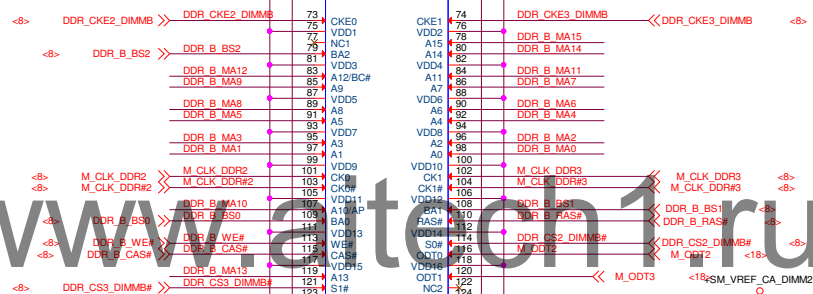 <8> DDR_CKE2_DIMMB DDR_CKE2_DIMMB 73 CKE0 CKE1 74 DDR_CKE3_DIMMB DDR_CKE3_DIMMB <8>
75 VDD1 VDD2 76
77 NC1 A15 78 DDR_B_MA15
<8> DDR_B_BS2 DDR_B_BS2 79 BA2 A14 80 DDR_B_MA14
81 VDD3 VDD4 82
DDR_B_MA12 83 A12/BC# A11 84 DDR_B_MA11
DDR_B_MA9 85 A9 A7 86 DDR_B_MA7
87 VDD5 VDD6 88
DDR_B_MA8 89 A8 A6 90 DDR_B_MA6
DDR_B_MA5 91 A5 A4 92 DDR_B_MA4
93 VDD7 VDD8 94
DDR_B_MA3 95 A3 A2 96 DDR_B_MA2
DDR_B_MA1 97 A1 A0 98 DDR_B_MA0
99 VDD9 VDD10 100
<8> M_CLK_DDR2 M_CLK_DDR2 101 CK0 CK1 102 M_CLK_DDR3 M_CLK_DDR3 <8>
<8> M_CLK_DDR#2 M_CLK_DDR#2 103 CK0# CK1# 104 M_CLK_DDR#3 M_CLK_DDR#3 <8>
105 VDD11 VDD12 106
DDR_B_MA10 107 A10/AP BA1 108 DDR_B_BS1 DDR_B_BS1 <8>
<8> DDR_B_BS0 DDR_B_BS0 109 BA0 RAS# 110 DDR_B_RAS# DDR_B_RAS# <8>
111 VDD13 VDD14 112
<8> DDR_B_WE# DDR_B_WE# 113 WE# S0# 114 DDR_CS2_DIMMB# DDR_CS2_DIMMB# <8>
<8> DDR_B_CAS# DDR_B_CAS# 115 CAS# ODT0 116 M_ODT2 M_ODT2 <18>
117 VDD15 VDD16 118
DDR_B_MA13 119 A13 ODT1 120 M_ODT3 <18>
<8> DDR_CS3_DIMMB# DDR_CS3_DIMMB# 121 S1# NC2 122 +SM_VREF_CA_DIMM2
123 124
www.aitech1.ru